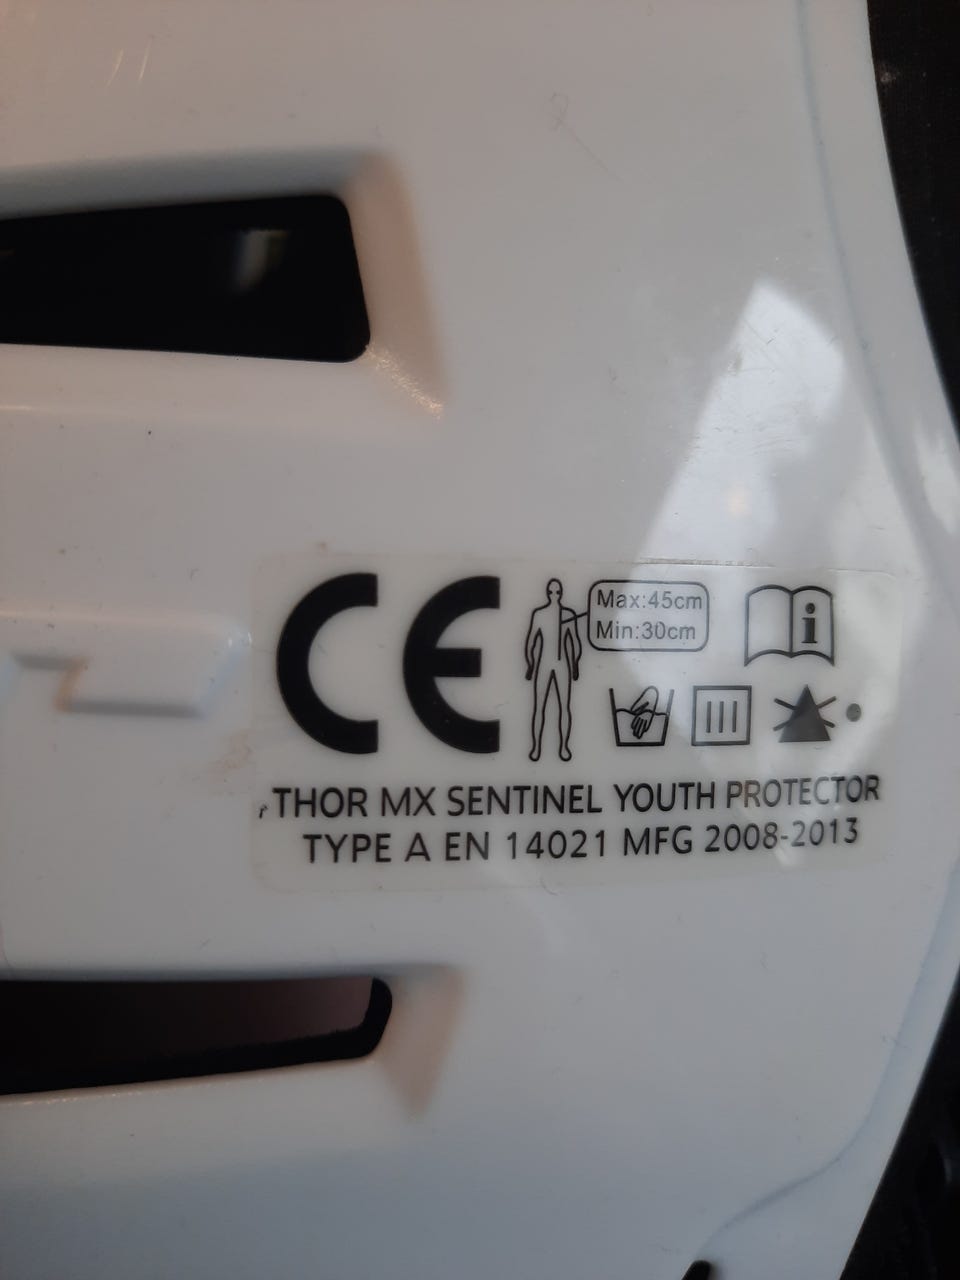 CE
Max:45cm
Min:30cm
i
THOR MX SENTINEL YOUTH PROTECTOR
TYPE A EN 14021 MFG 2008-2013